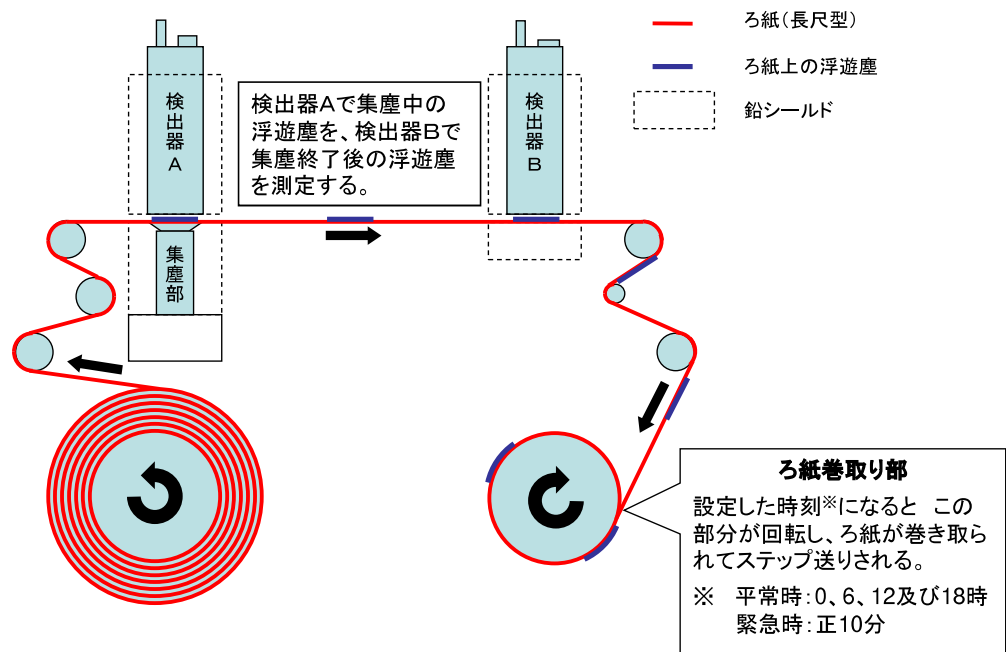 ろ紙(長尺型)
ろ紙上の浮遊塵
鉛シールド
検出器A
検出器Aで集塵中の
浮遊塵を、検出器Bで
集塵終了後の浮遊塵
を測定する。
検出器B
集塵部
ろ紙巻取り部
設定した時刻※になると この
部分が回転し、ろ紙が巻き取ら
れてステップ送りされる。
※ 平常時:0、6、12及び18時
緊急時:正10分